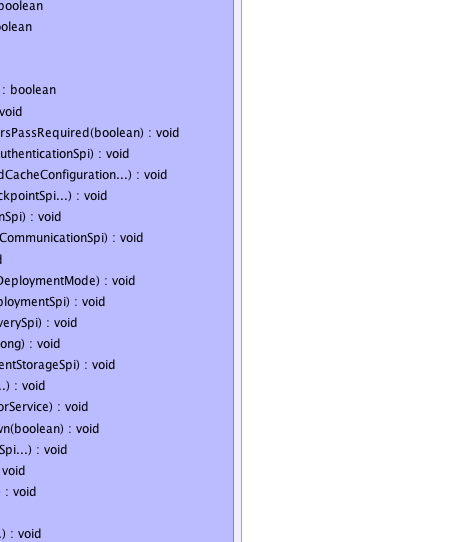 boolean
olean
: boolean
void
rsPassRequired(boolean) : void
uthenticationSpi) : void
dCacheConfiguration...) : void
ckpointSpi...) : void
nSpi) : void
CommunicationSpi) : void
d
DeploymentMode) : void
ploymentSpi) : void
verySpi) : void
ong) : void
entStorageSpi) : void
..) : void
orService) : void
wn(boolean) : void
Spi...) : void
void
) : void
.) : void